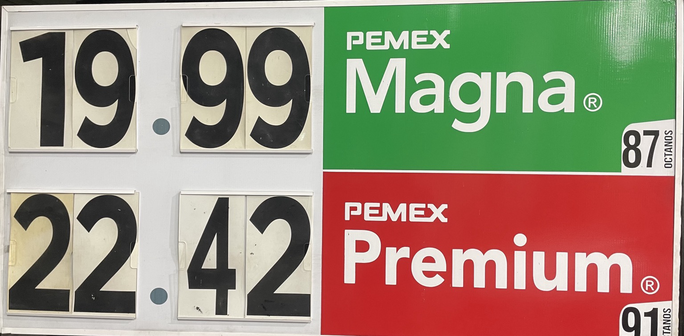 19.99
PEMEX
Magna®
87
OCTANOS
22.42
PEMEX
Premium®
91